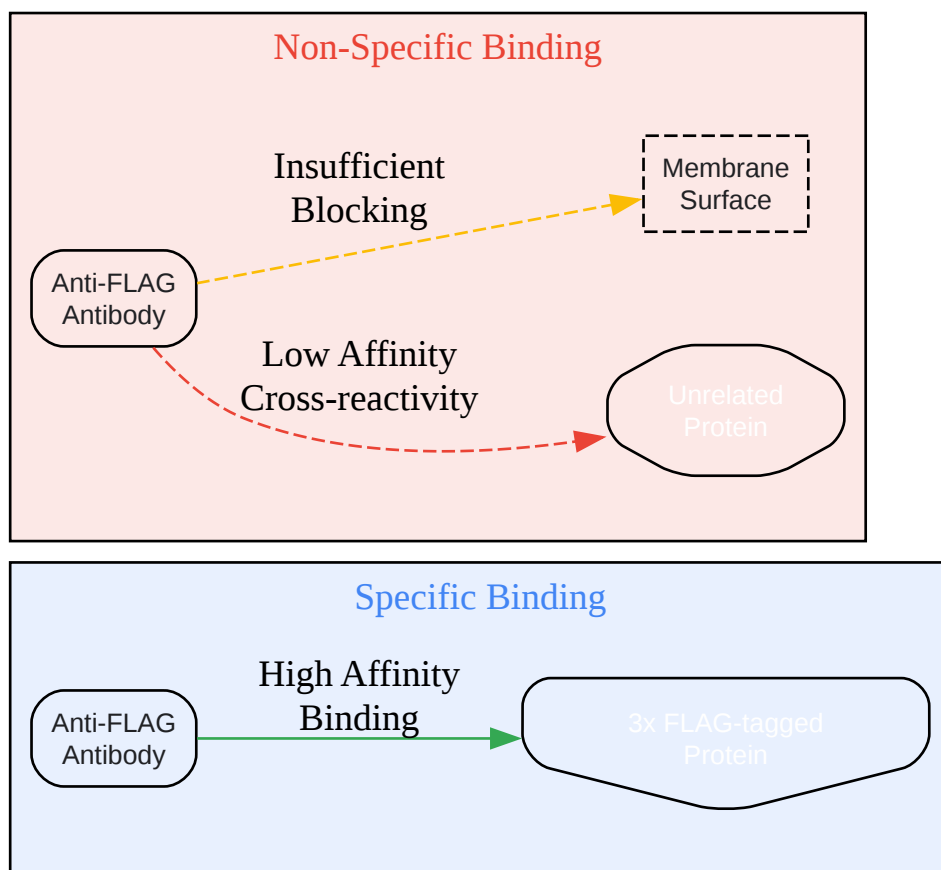 Non-Specific Binding
Insufficient
Blocking
Membrane
Surface
Anti-FLAG
Antibody
Low Affinity
Cross-reactivity
Unrelated
Protein
Specific Binding
High Affinity
Binding
Anti-FLAG
Antibody
3x FLAG-tagged
Protein